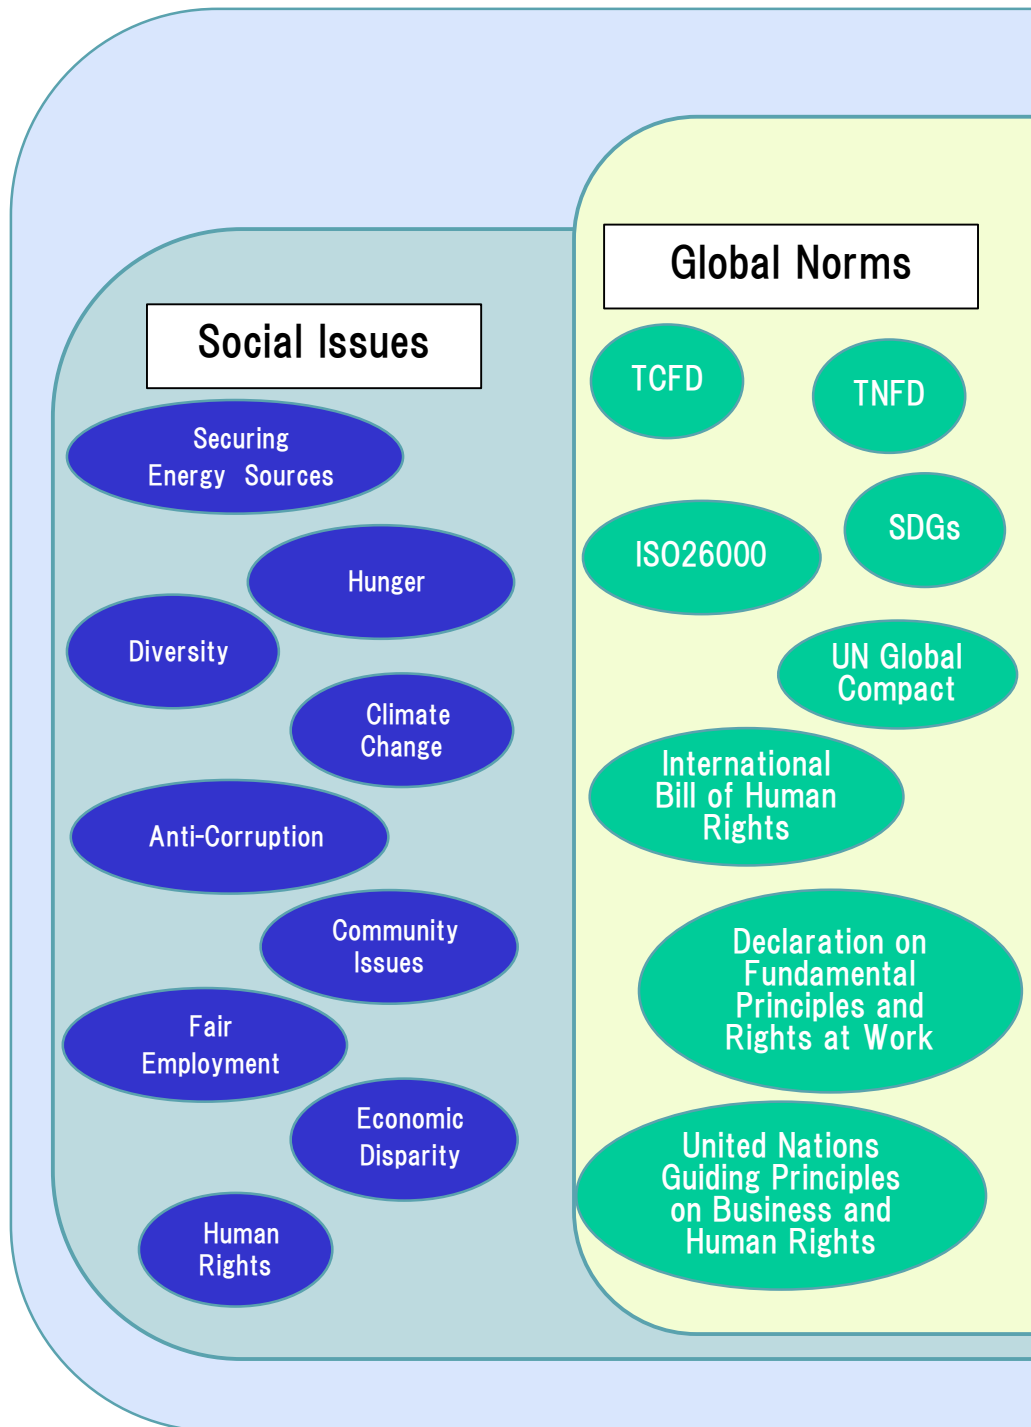 Social Issues
Securing
Energy Sources
Hunger
Diversity
Climate
Change
Anti-Corruption
Community
Issues
Fair
Employment
Economic
Disparity
Human
Rights
Global Norms
TCFD
TNFD
SDGs
ISO26000
UN Global
Compact
International
Bill of Human
Rights
Declaration on
Fundamental
Principles and
Rights at Work
United Nations
Guiding Principles
on Business and
Human Rights